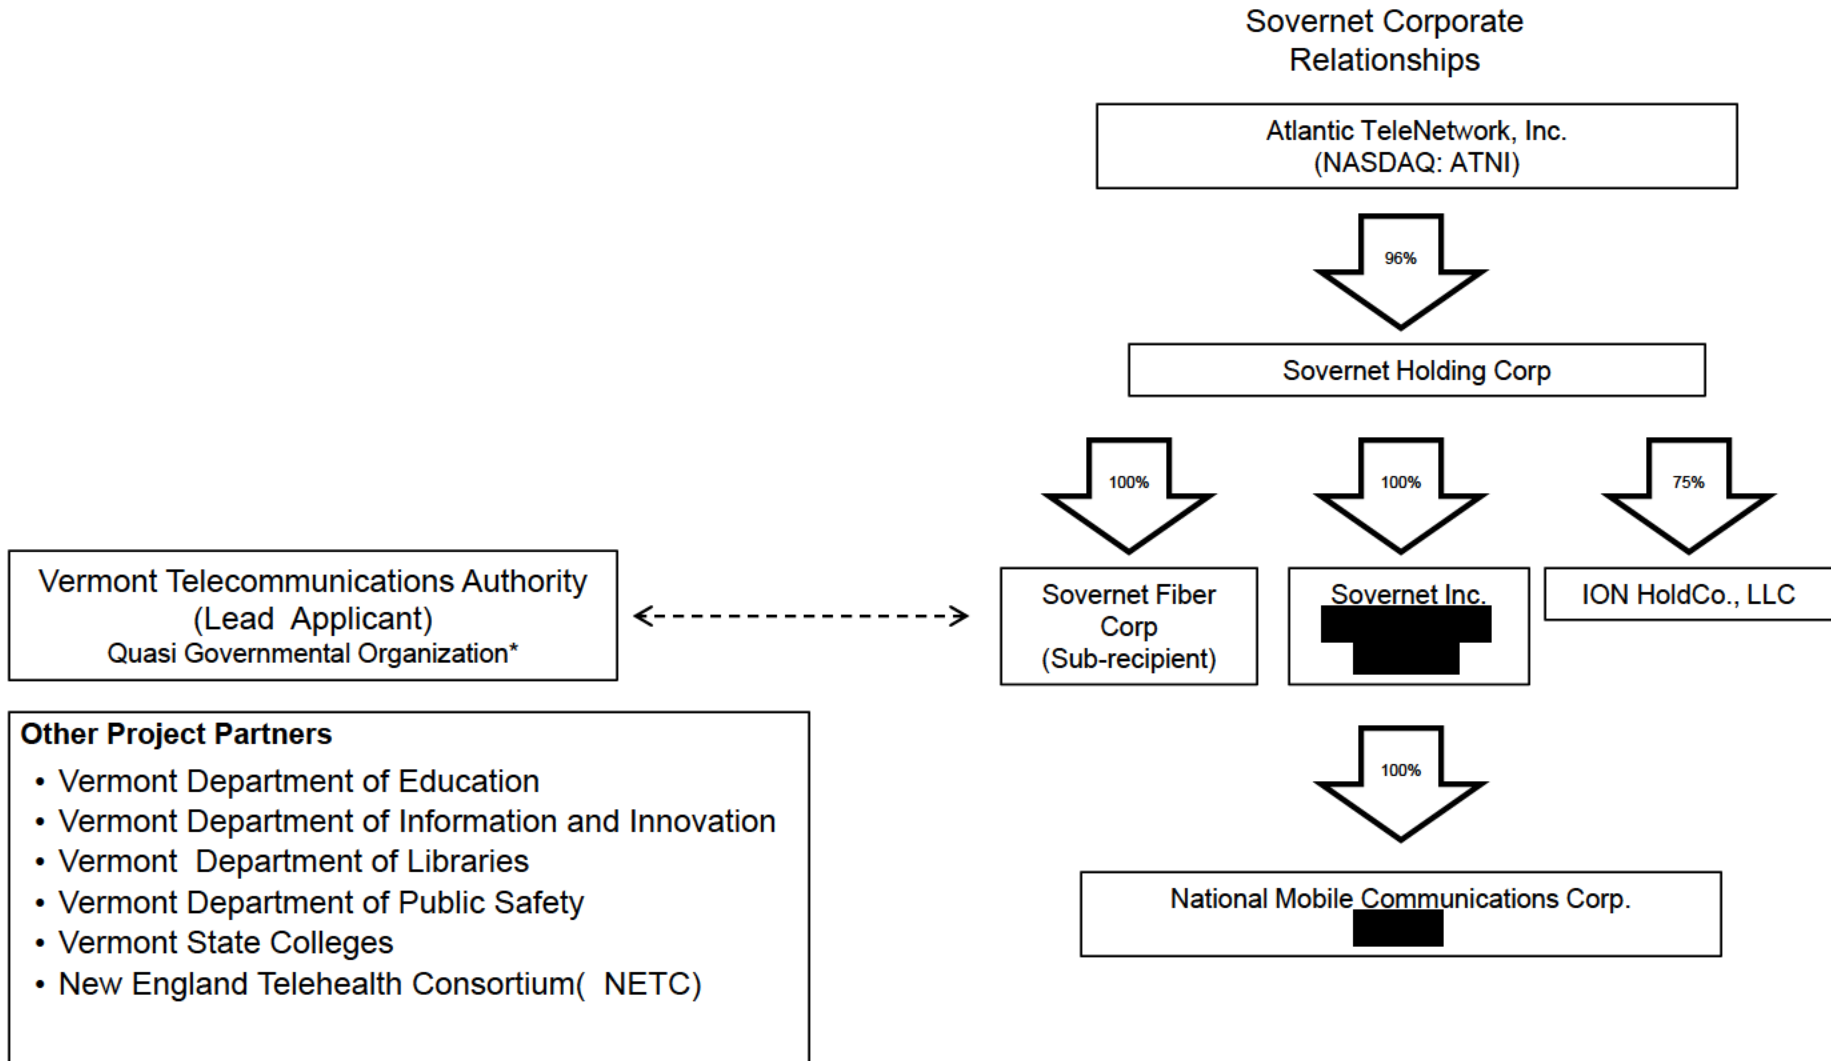 Sovernet Corporate
Relationships
Atlantic TeleNetwork, Inc.
(NASDAQ: ATNI)
96%
Sovernet Holding Corp
100%
100%
75%
Vermont Telecommunications Authority
(Lead Applicant)
Quasi Governmental Organization*
Sovernet Fiber
Corp
(Sub-recipient)
Sovernet Inc.
ION HoldCo., LLC
Other Project Partners
• Vermont Department of Education
• Vermont Department of Information and Innovation
• Vermont Department of Libraries
• Vermont Department of Public Safety
• Vermont State Colleges
• New England Telehealth Consortium( NETC)
100%
National Mobile Communications Corp.